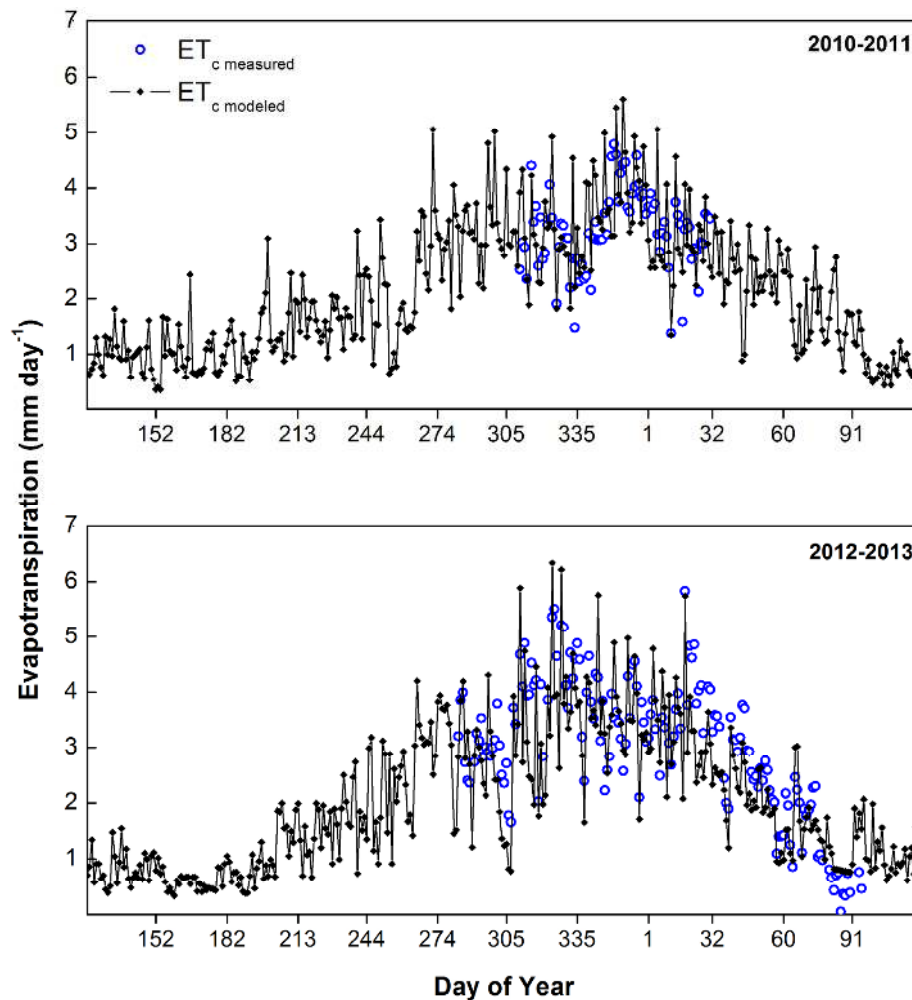 7
2010-2011
ETc measured
ETc modeled
6
5
4
3
2
1
152 182 213 244 274 305 335 1 32 60 91
Evapotranspiration (mm day-1)
7
2012-2013
6
5
4
3
2
1
152 182 213 244 274 305 335 1 32 60 91
Day of Year